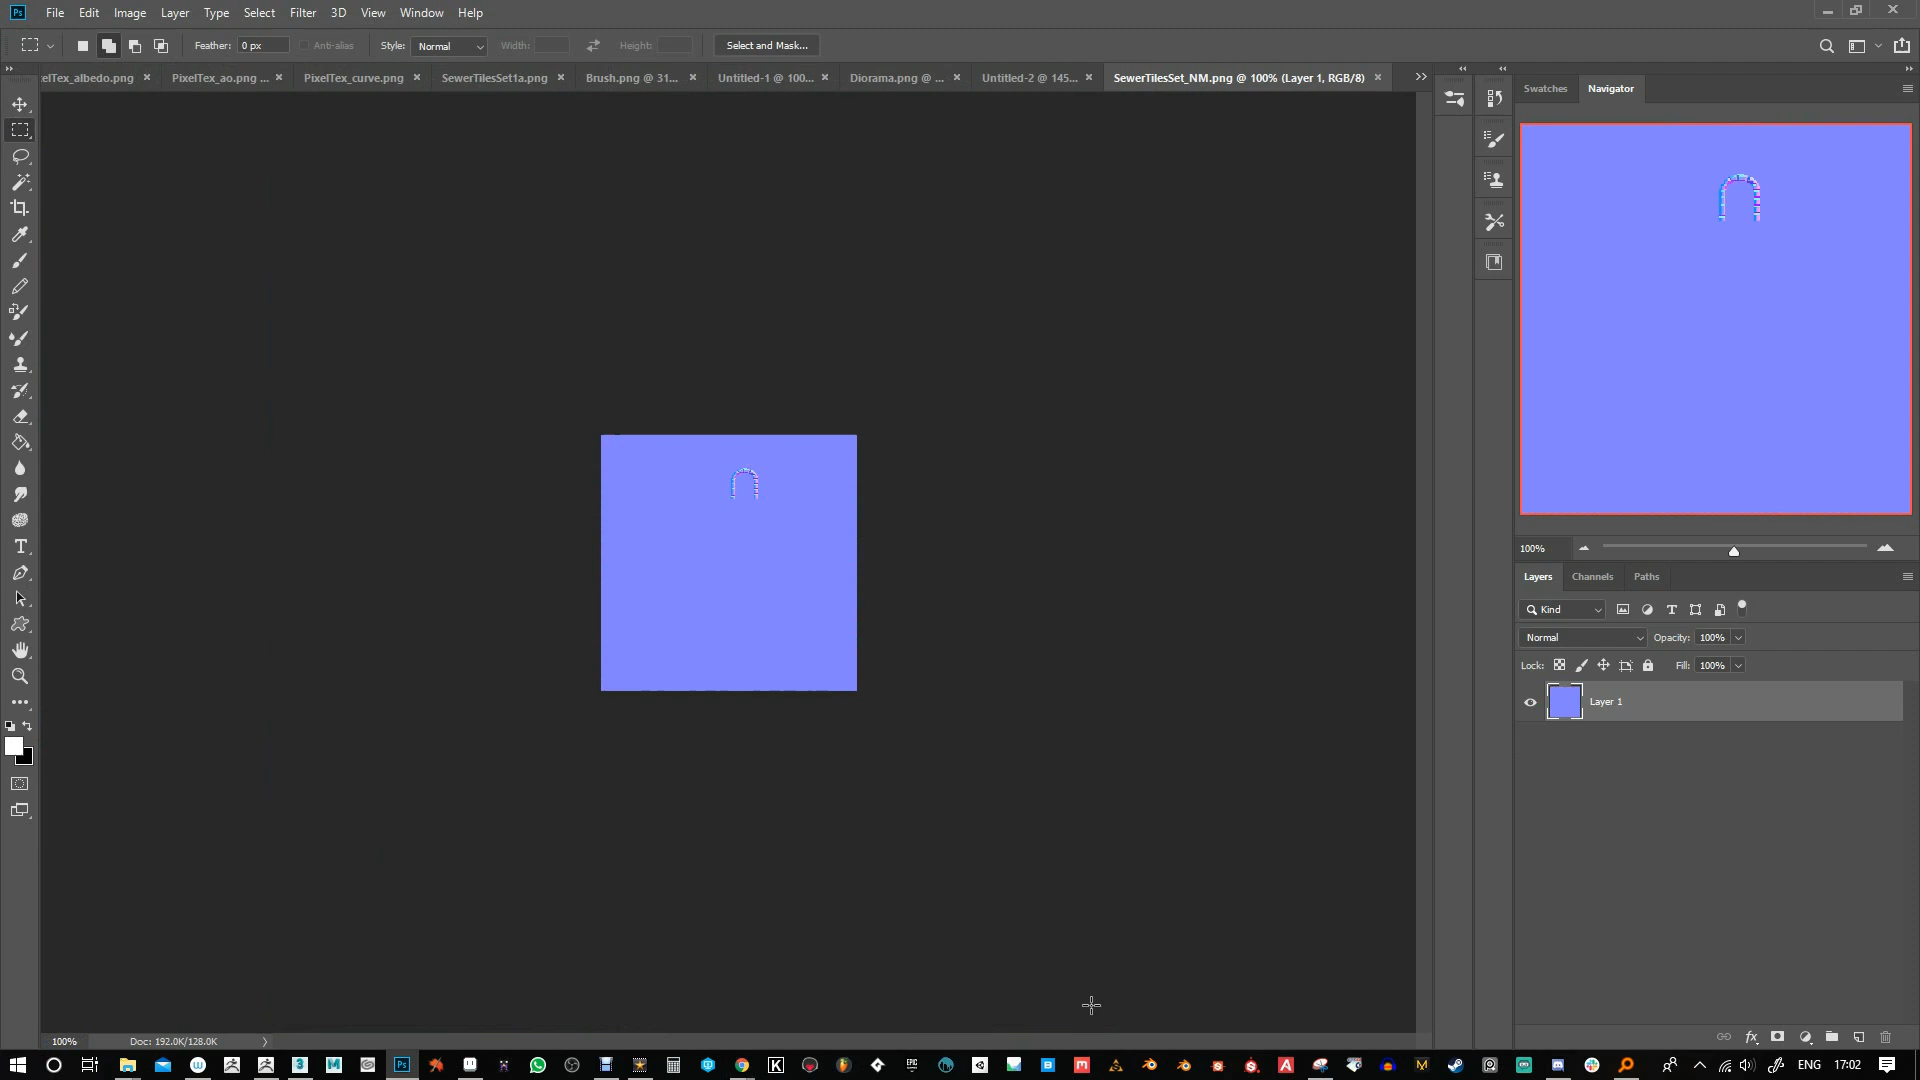 Ps File Edit Image Layer Type Select Filter 3D View Window Help
Feather: 0 px Anti-alias Style: Normal Width: Height: Select and Mask...
elTex_albedo.png PixelTex_ao.png ... PixelTex_curve.png SewerTilesSet1a.png Brush.png @ 31... Untitled-1 @ 100... Diorama.png @ ... Untitled-2 @ 145... SewerTilesSet_NM.png @ 100% (Layer 1, RGB/8)
Swatches Navigator
100%
Layers Channels Paths
Kind
Normal Opacity: 100%
Lock: Fill: 100%
Layer 1
100% Doc: 192.0K/128.0K
ENG 17:02